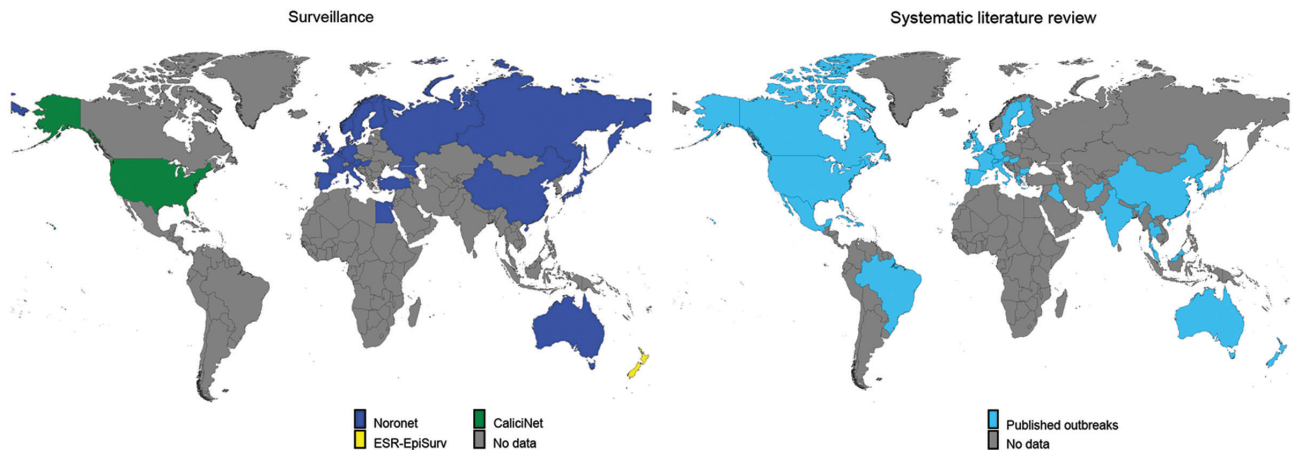 Surveillance
Systematic literature review
Noronet
CaliciNet
ESR-EpiSurv
No data
Published outbreaks
No data